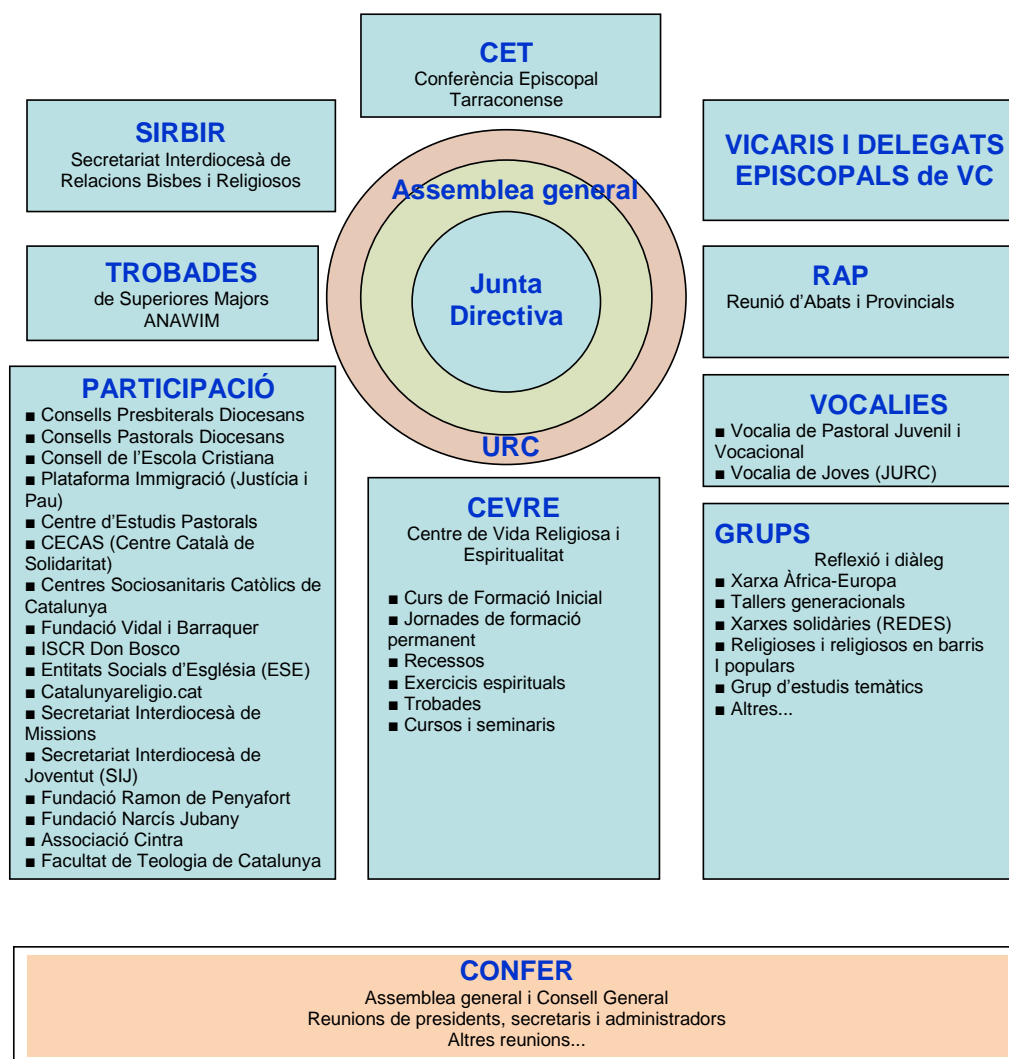 CET
Conferència Episcopal
Tarraconense
SIRBIR
Secretariat Interdiocesà de
Relacions Bisbes i Religiosos
VICARIS I DELEGATS
EPISCOPALS de VC
Assemblea general
Junta
Directiva
URC
TROBADES
de Superiores Majors
ANAWIM
RAP
Reunió d’Abats i Provincials
PARTICIPACIÓ
■ Consells Presbiterals Diocesans
■ Consells Pastorals Diocesans
■ Consell de l’Escola Cristiana
■ Plataforma Immigració (Justícia i
Pau)
■ Centre d’Estudis Pastorals
■ CECAS (Centre Català de
Solidaritat)
■ Centres Sociosanitaris Catòlics de
Catalunya
■ Fundació Vidal i Barraquer
■ ISCR Don Bosco
■ Entitats Socials d’Església (ESE)
■ Catalunyareligio.cat
■ Secretariat Interdiocesà de
Missions
■ Secretariat Interdiocesà de
Joventut (SIJ)
■ Fundació Ramon de Penyafort
■ Fundació Narcís Jubany
■ Associació Cintra
■ Facultat de Teologia de Catalunya
CEVRE
Centre de Vida Religiosa i
Espiritualitat
■ Curs de Formació Inicial
■ Jornades de formació
permanent
■ Recessos
■ Exercicis espirituals
■ Trobades
■ Cursos i seminaris
VOCALIES
■ Vocalia de Pastoral Juvenil i
Vocacional
■ Vocalia de Joves (JURC)
GRUPS
Reflexió i diàleg
■ Xarxa Àfrica-Europa
■ Tallers generacionals
■ Xarxes solidàries (REDES)
■ Religioses i religiosos en barris
I populars
■ Grup d’estudis temàtics
■ Altres...
CONFER
Assemblea general i Consell General
Reunions de presidents, secretaris i administradors
Altres reunions...